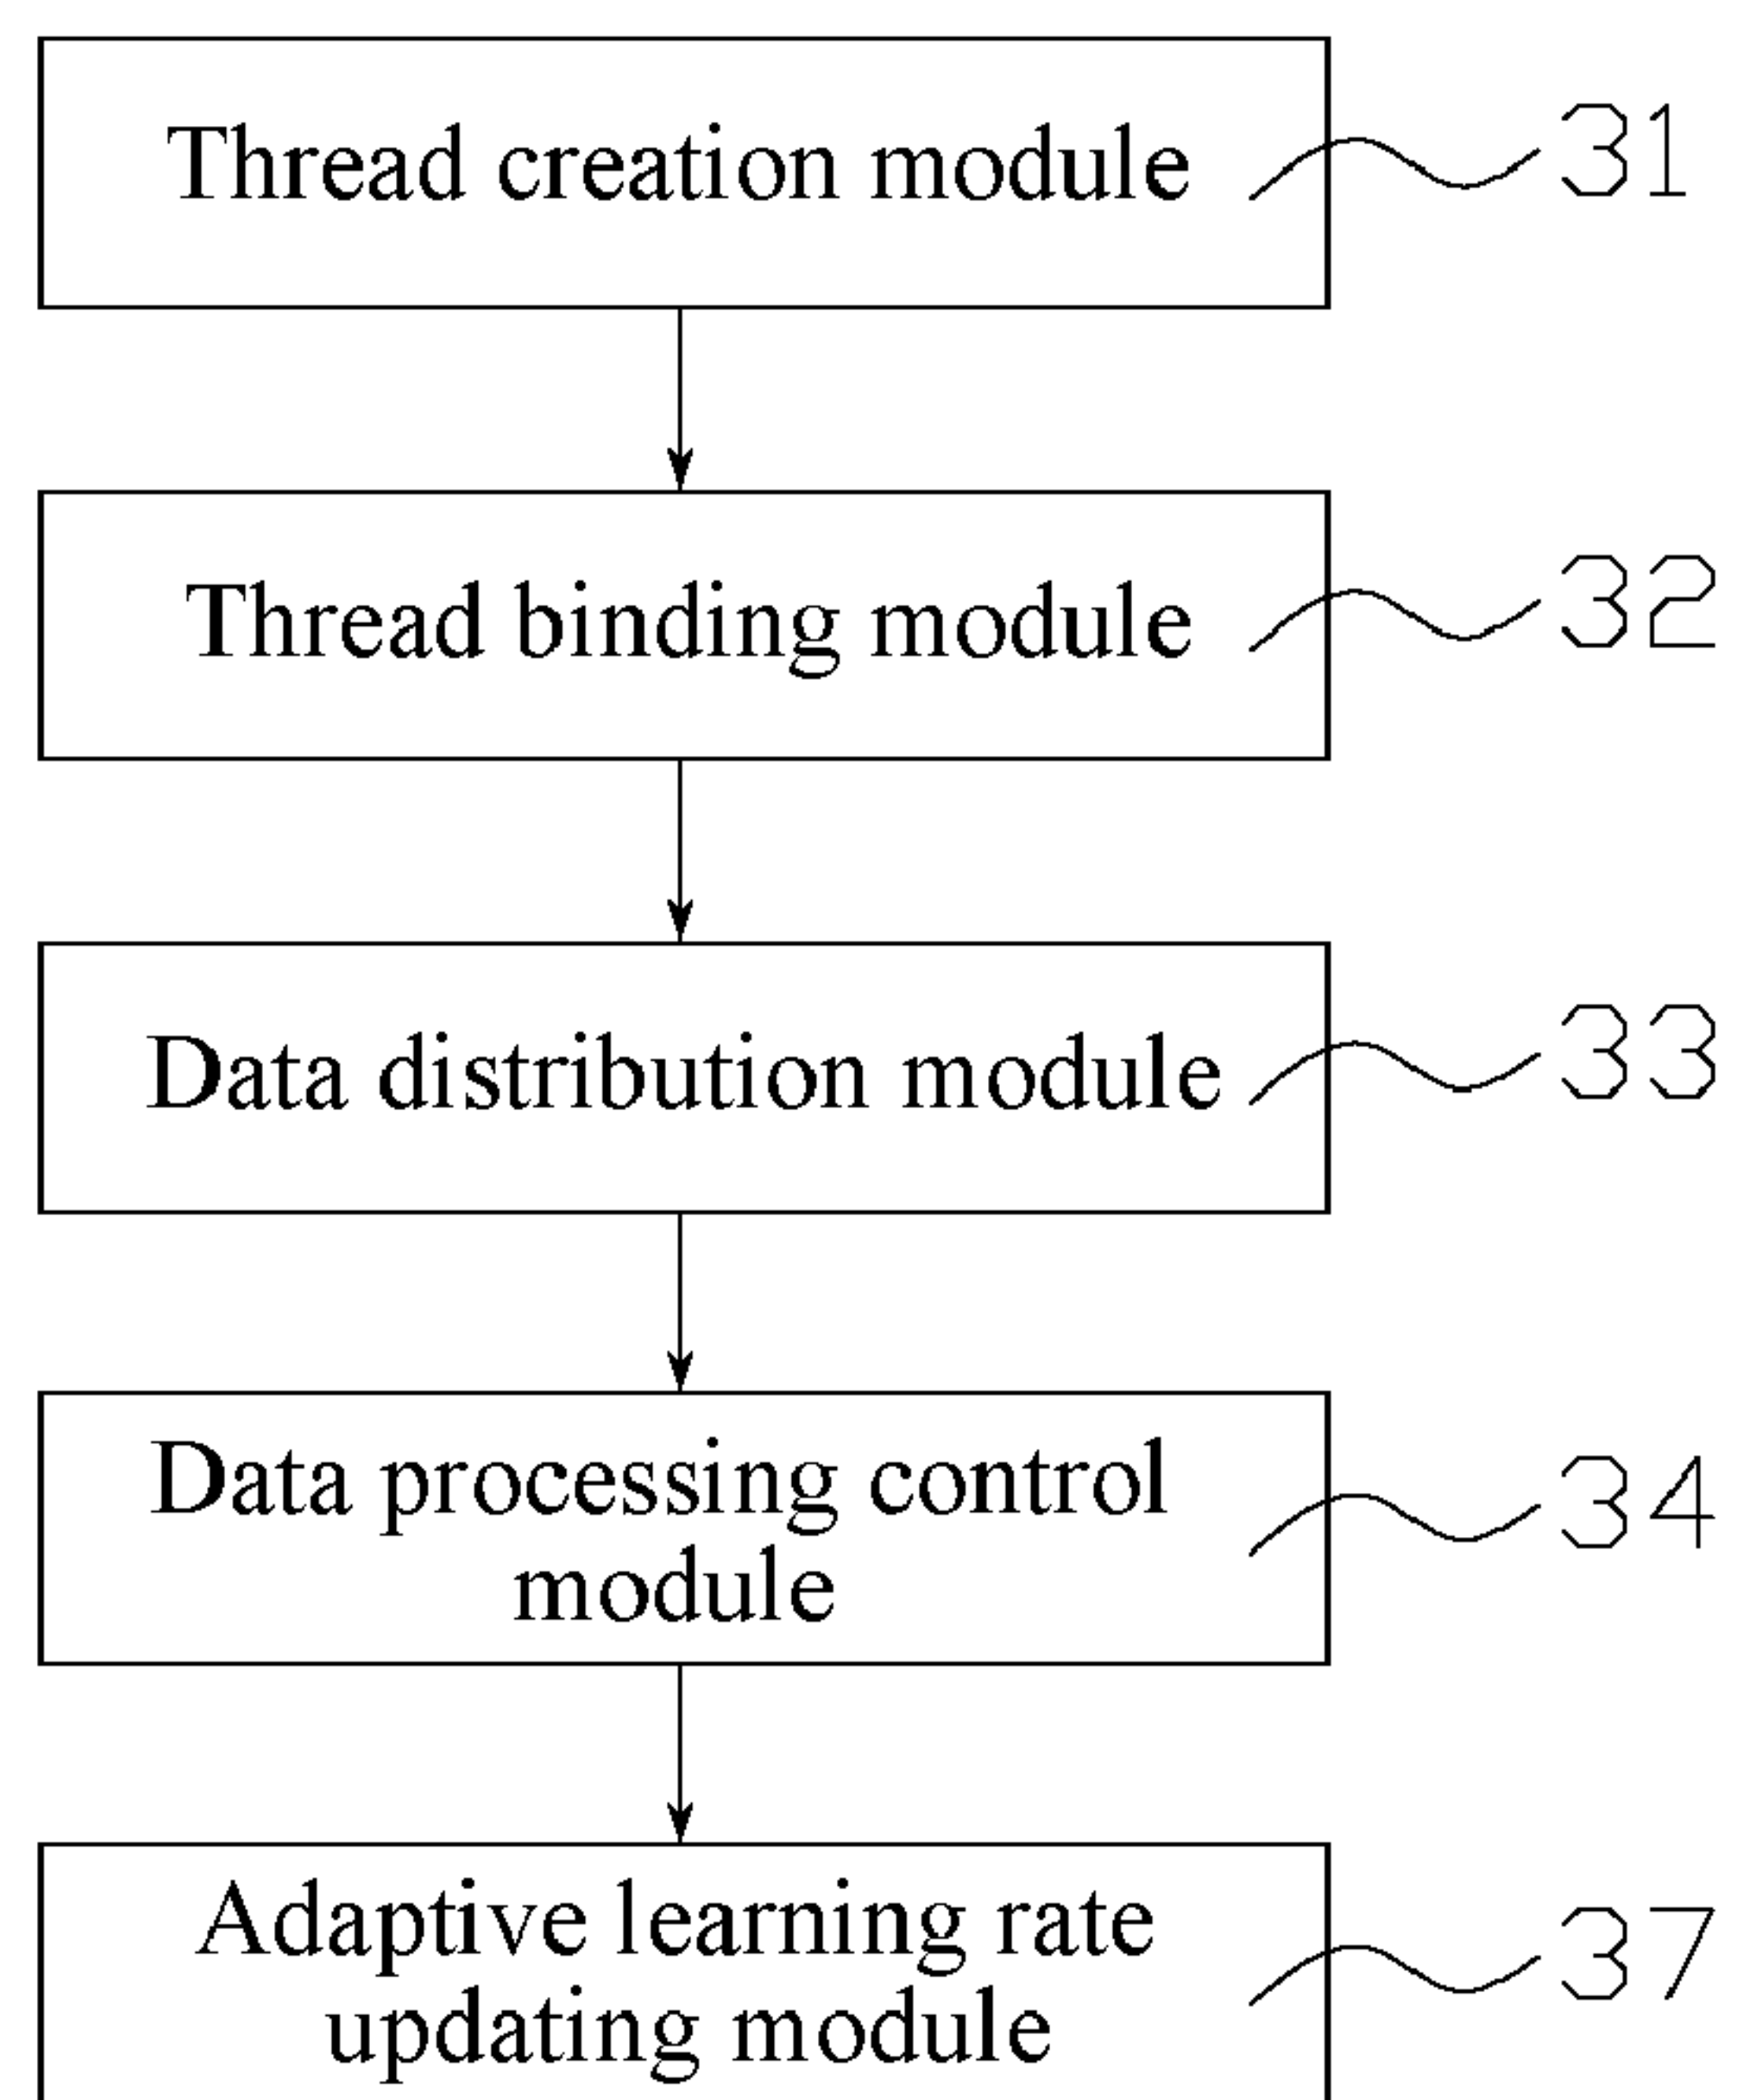 Thread creation module 31
Thread binding module 32
Data distribution module 33
Data processing control
module
34
Adaptive learning rate
updating module
37